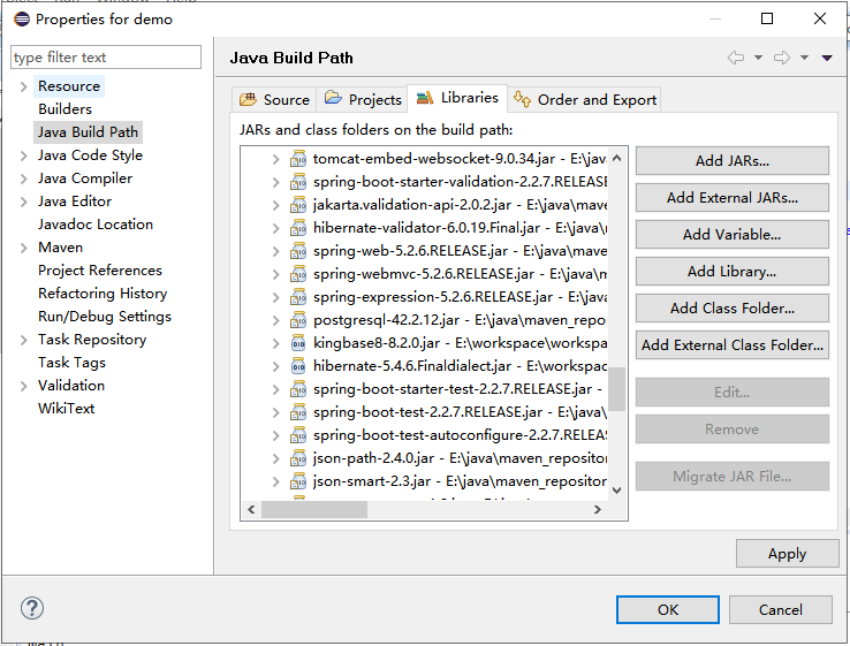 Properties for demo
type filter text
Resource
Builders
Java Build Path
Java Code Style
Java Compiler
Java Editor
Javadoc Location
Maven
Project References
Refactoring History
Run/Debug Settings
Task Repository
Task Tags
Validation
WikiText
Java Build Path
Source Projects Libraries Order and Export
JARs and class folders on the build path:
tomcat-embed-websocket-9.0.34.jar - E:\jav
spring-boot-starter-validation-2.2.7.RELEASE
jakarta.validation-api-2.0.2.jar - E:\java\mave
hibernate-validator-6.0.19.Final.jar - E:\java\
spring-web-5.2.6.RELEASE.jar - E:\java\mave
spring-webmvc-5.2.6.RELEASE.jar - E:\java\m
spring-expression-5.2.6.RELEASE.jar - E:\java
postgresql-42.2.12.jar - E:\java\maven_repo
kingbase8-8.2.0.jar - E:\workspace\workspa
hibernate-5.4.6.Finaldialect.jar - E:\workspac
spring-boot-starter-test-2.2.7.RELEASE.jar -
spring-boot-test-2.2.7.RELEASE.jar - E:\java\
spring-boot-test-autoconfigure-2.2.7.RELEA
json-path-2.4.0.jar - E:\java\maven_repositor
json-smart-2.3.jar - E:\java\maven_repositor
Add JARs...
Add External JARs...
Add Variable...
Add Library...
Add Class Folder...
Add External Class Folder...
Edit...
Remove
Migrate JAR File...
Apply
OK
Cancel